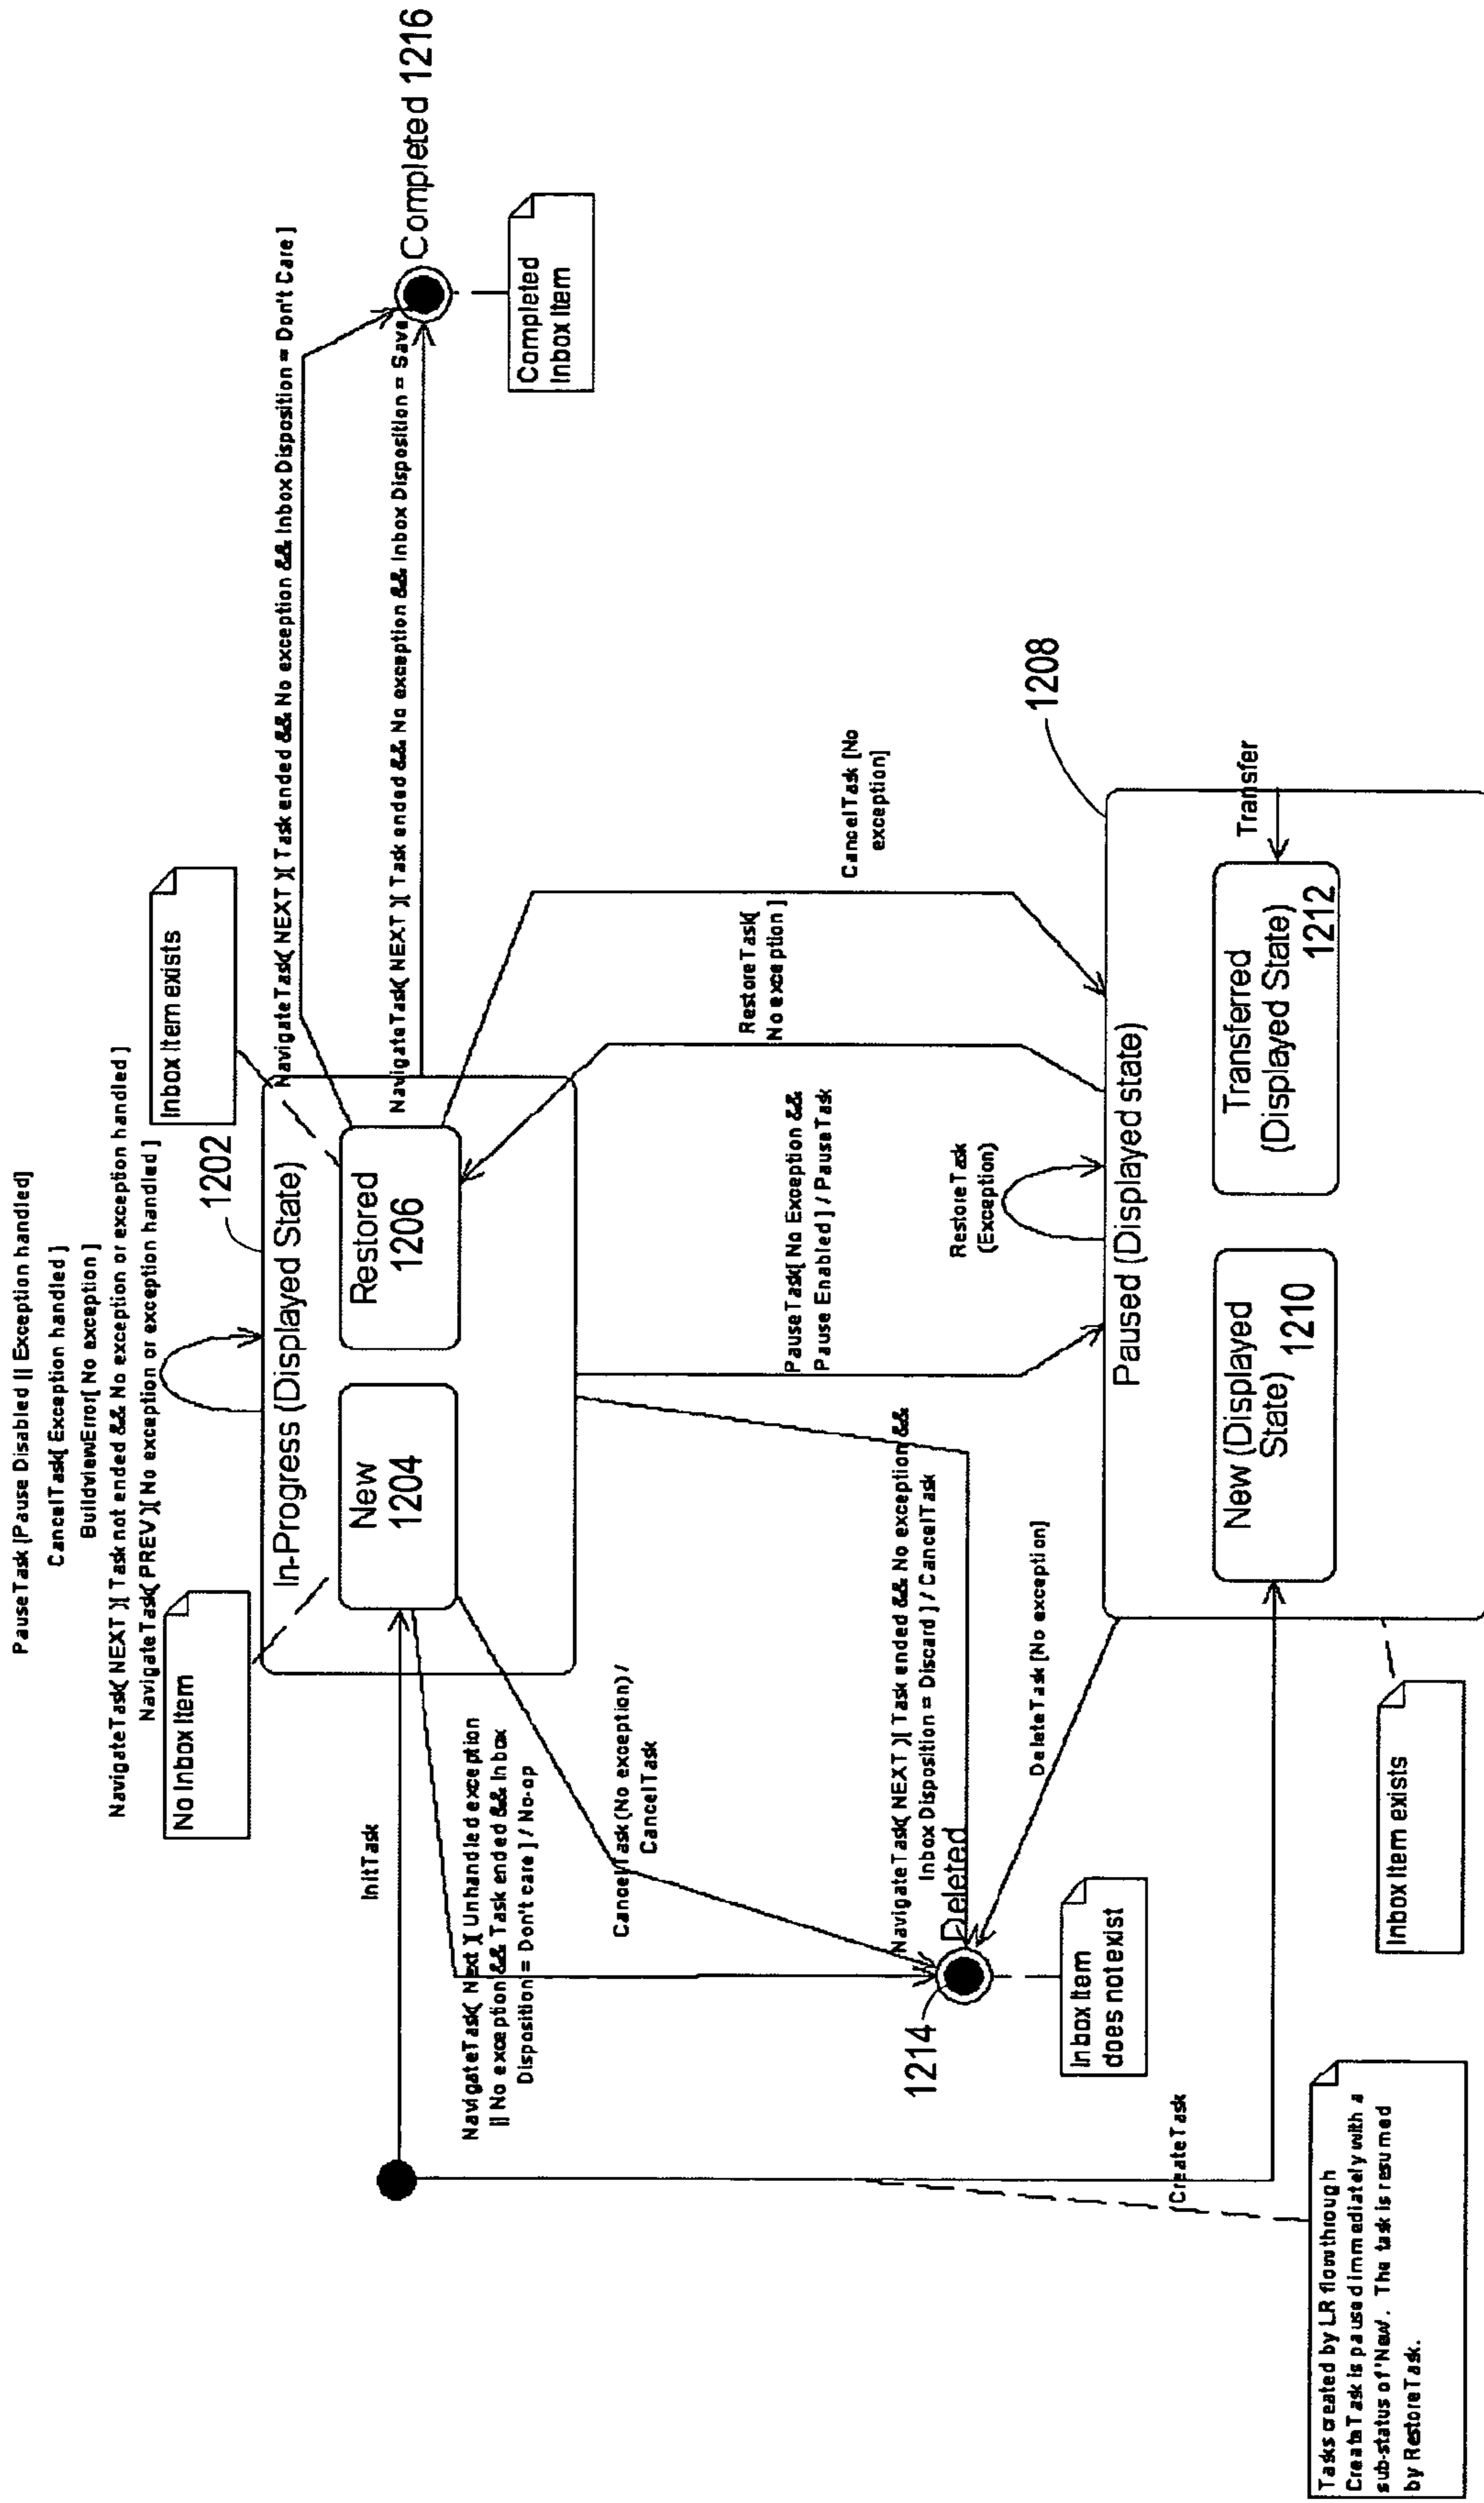 PauseTask [Pause Disabled || Exception handled]
CancelTask[ Exception handled ]
BuildviewError[ No exception ]
NavigateTask( NEXT )[ Task not ended && No exception or exception handled ]
NavigateTask( PREV )[ No exception or exception handled ]
No Inbox Item
1202
Inbox Item exists
In-Progress (Displayed State)
New
1204
Restored
1206
NavigateTask( NEXT )[ Task ended && No exception && Inbox Disposition = Don't Care ]
NavigateTask( NEXT )[ Task ended && No exception && Inbox Disposition = Save
Completed 1216
Completed
Inbox Item
InitTask
NavigateTask( Next )[ Unhandled exception
|| No exception && Task ended && Inbox
Disposition = Don't care ] / No-op
CancelTask (No exception) /
CancelTask
PauseTask[ No Exception &&
Pause Enabled ] / PauseTask
RestoreTask[
No exception ]
CancelTask [No
exception]
NavigateTask( NEXT )[ Task ended && No exception &&
Inbox Disposition = Discard ] / CancelTask
Deleted
1214
Inbox Item
does not exist
DeleteTask [No exception]
RestoreTask
(Exception)
1208
Paused (Displayed state)
New (Displayed
State) 1210
Transferred
(Displayed State)
1212
Transfer
CreateTask
Inbox Item exists
Tasks created by LR flow through
CreateTask is paused immediately with a
sub-status of 'New'. The task is resumed
by RestoreTask.